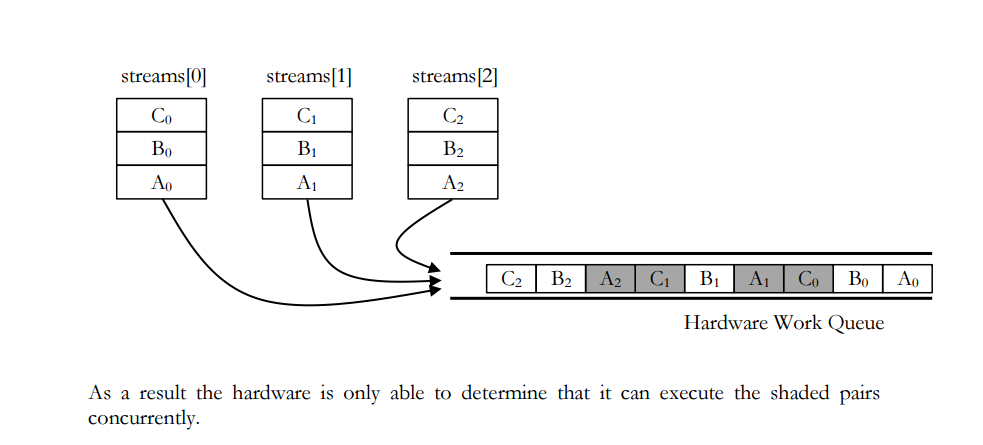 streams[0] streams[1] streams[2]
C₀ C₁ C₂
B₀ B₁ B₂
A₀ A₁ A₂
C₂ B₂ A₂ C₁ B₁ A₁ C₀ B₀ A₀
Hardware Work Queue
As a result the hardware is only able to determine that it can execute the shaded pairs
concurrently.